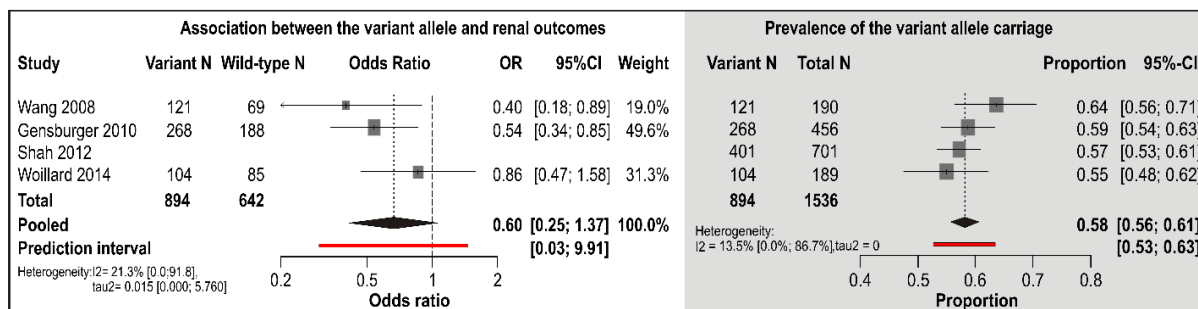 Association between the variant allele and renal outcomes
Prevalence of the variant allele carriage
Study Variant N Wild-type N Odds Ratio OR 95%CI Weight Variant N Total N Proportion 95%-CI
Wang 2008 121 69 0.40 [0.18; 0.89] 19.0% 121 190 0.64 [0.56; 0.71]
Gensburger 2010 268 188 0.54 [0.34; 0.85] 49.6% 268 456 0.59 [0.54; 0.63]
Shah 2012 401 701 0.57 [0.53; 0.61]
Woillard 2014 104 85 0.86 [0.47; 1.58] 31.3% 104 189 0.55 [0.48; 0.62]
Total 894 642 894 1536
Pooled 0.60 [0.25; 1.37] 100.0% 0.58 [0.56; 0.61]
Prediction interval [0.03; 9.91] [0.53; 0.63]
Heterogeneity:I2= 21.3% [0.0;91.8],
tau2= 0.015 [0.000; 5.760]
Heterogeneity:
I2 = 13.5% [0.0%; 86.7%],tau2 = 0
0.2 0.5 1 2
Odds ratio
0.5 0.6 0.7 0.8
Proportion